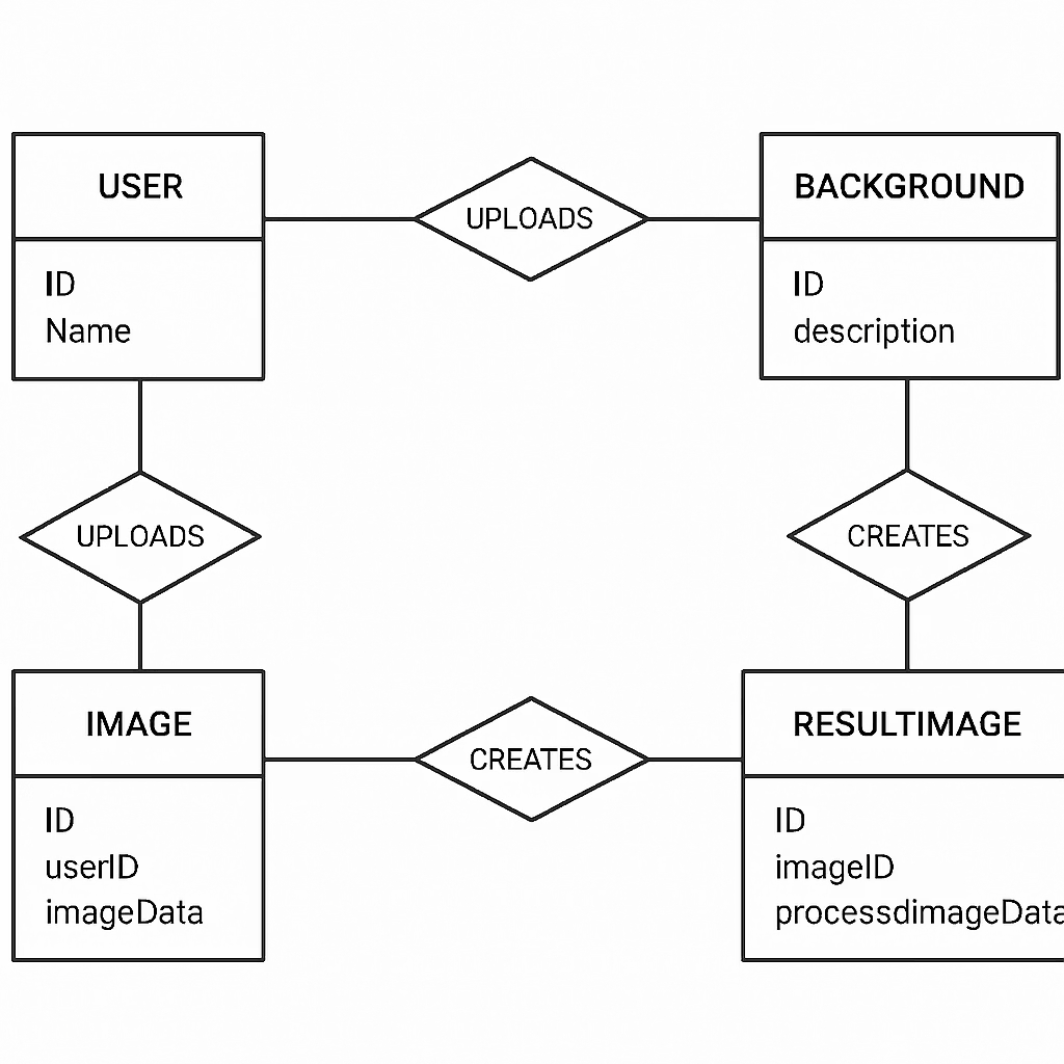 USER
UPLOADS
BACKGROUND
ID
Name
ID
description
UPLOADS
CREATES
IMAGE
CREATES
RESULTIMAGE
ID
userID
imageData
ID
imageID
processdimageData